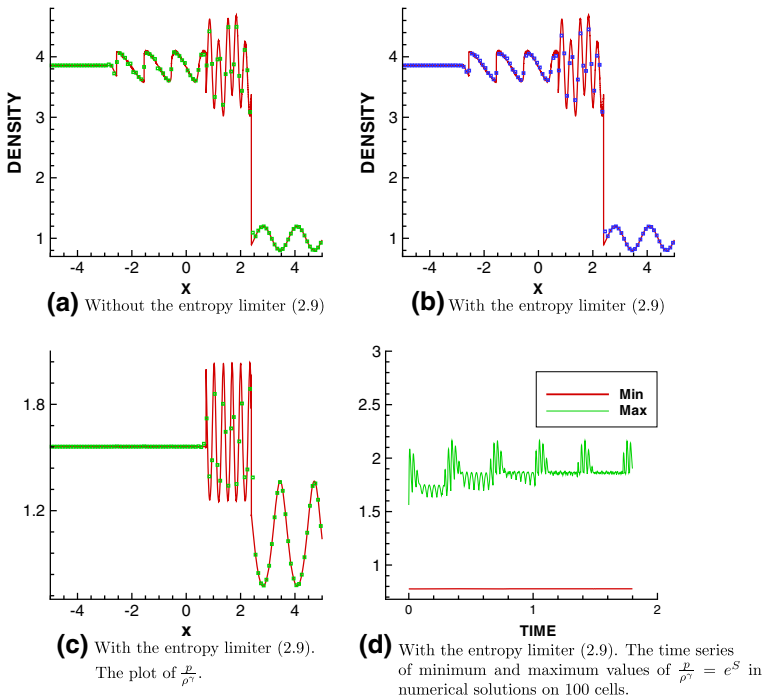 DENSITY
4
3
2
1
-4 -2 0 2 4
X
(a) Without the entropy limiter (2.9)
DENSITY
4
3
2
1
-4 -2 0 2 4
X
(b) With the entropy limiter (2.9)
1.8
1.2
-4 -2 0 2 4
X
(c) With the entropy limiter (2.9).
The plot of p/ρ^γ.
3
2.5
2
1.5
1
0 1 2
TIME
Min
Max
(d) With the entropy limiter (2.9). The time series
of minimum and maximum values of p/ρ^γ = e^S in
numerical solutions on 100 cells.